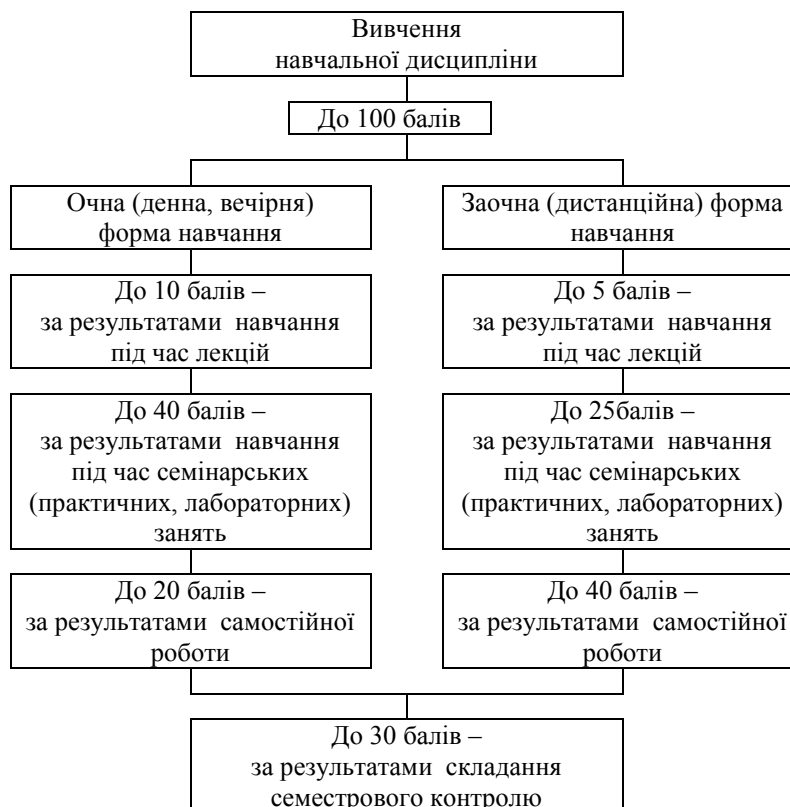 Вивчення
навчальної дисципліни
До 100 балів
Очна (денна, вечірня)
форма навчання
До 10 балів –
за результатами навчання
під час лекцій
До 40 балів –
за результатами навчання
під час семінарських
(практичних, лабораторних)
занять
До 20 балів –
за результатами самостійної
роботи
Заочна (дистанційна) форма
навчання
До 5 балів –
за результатами навчання
під час лекцій
До 25балів –
за результатами навчання
під час семінарських
(практичних, лабораторних)
занять
До 40 балів –
за результатами самостійної
роботи
До 30 балів –
за результатами складання
семестрового контролю